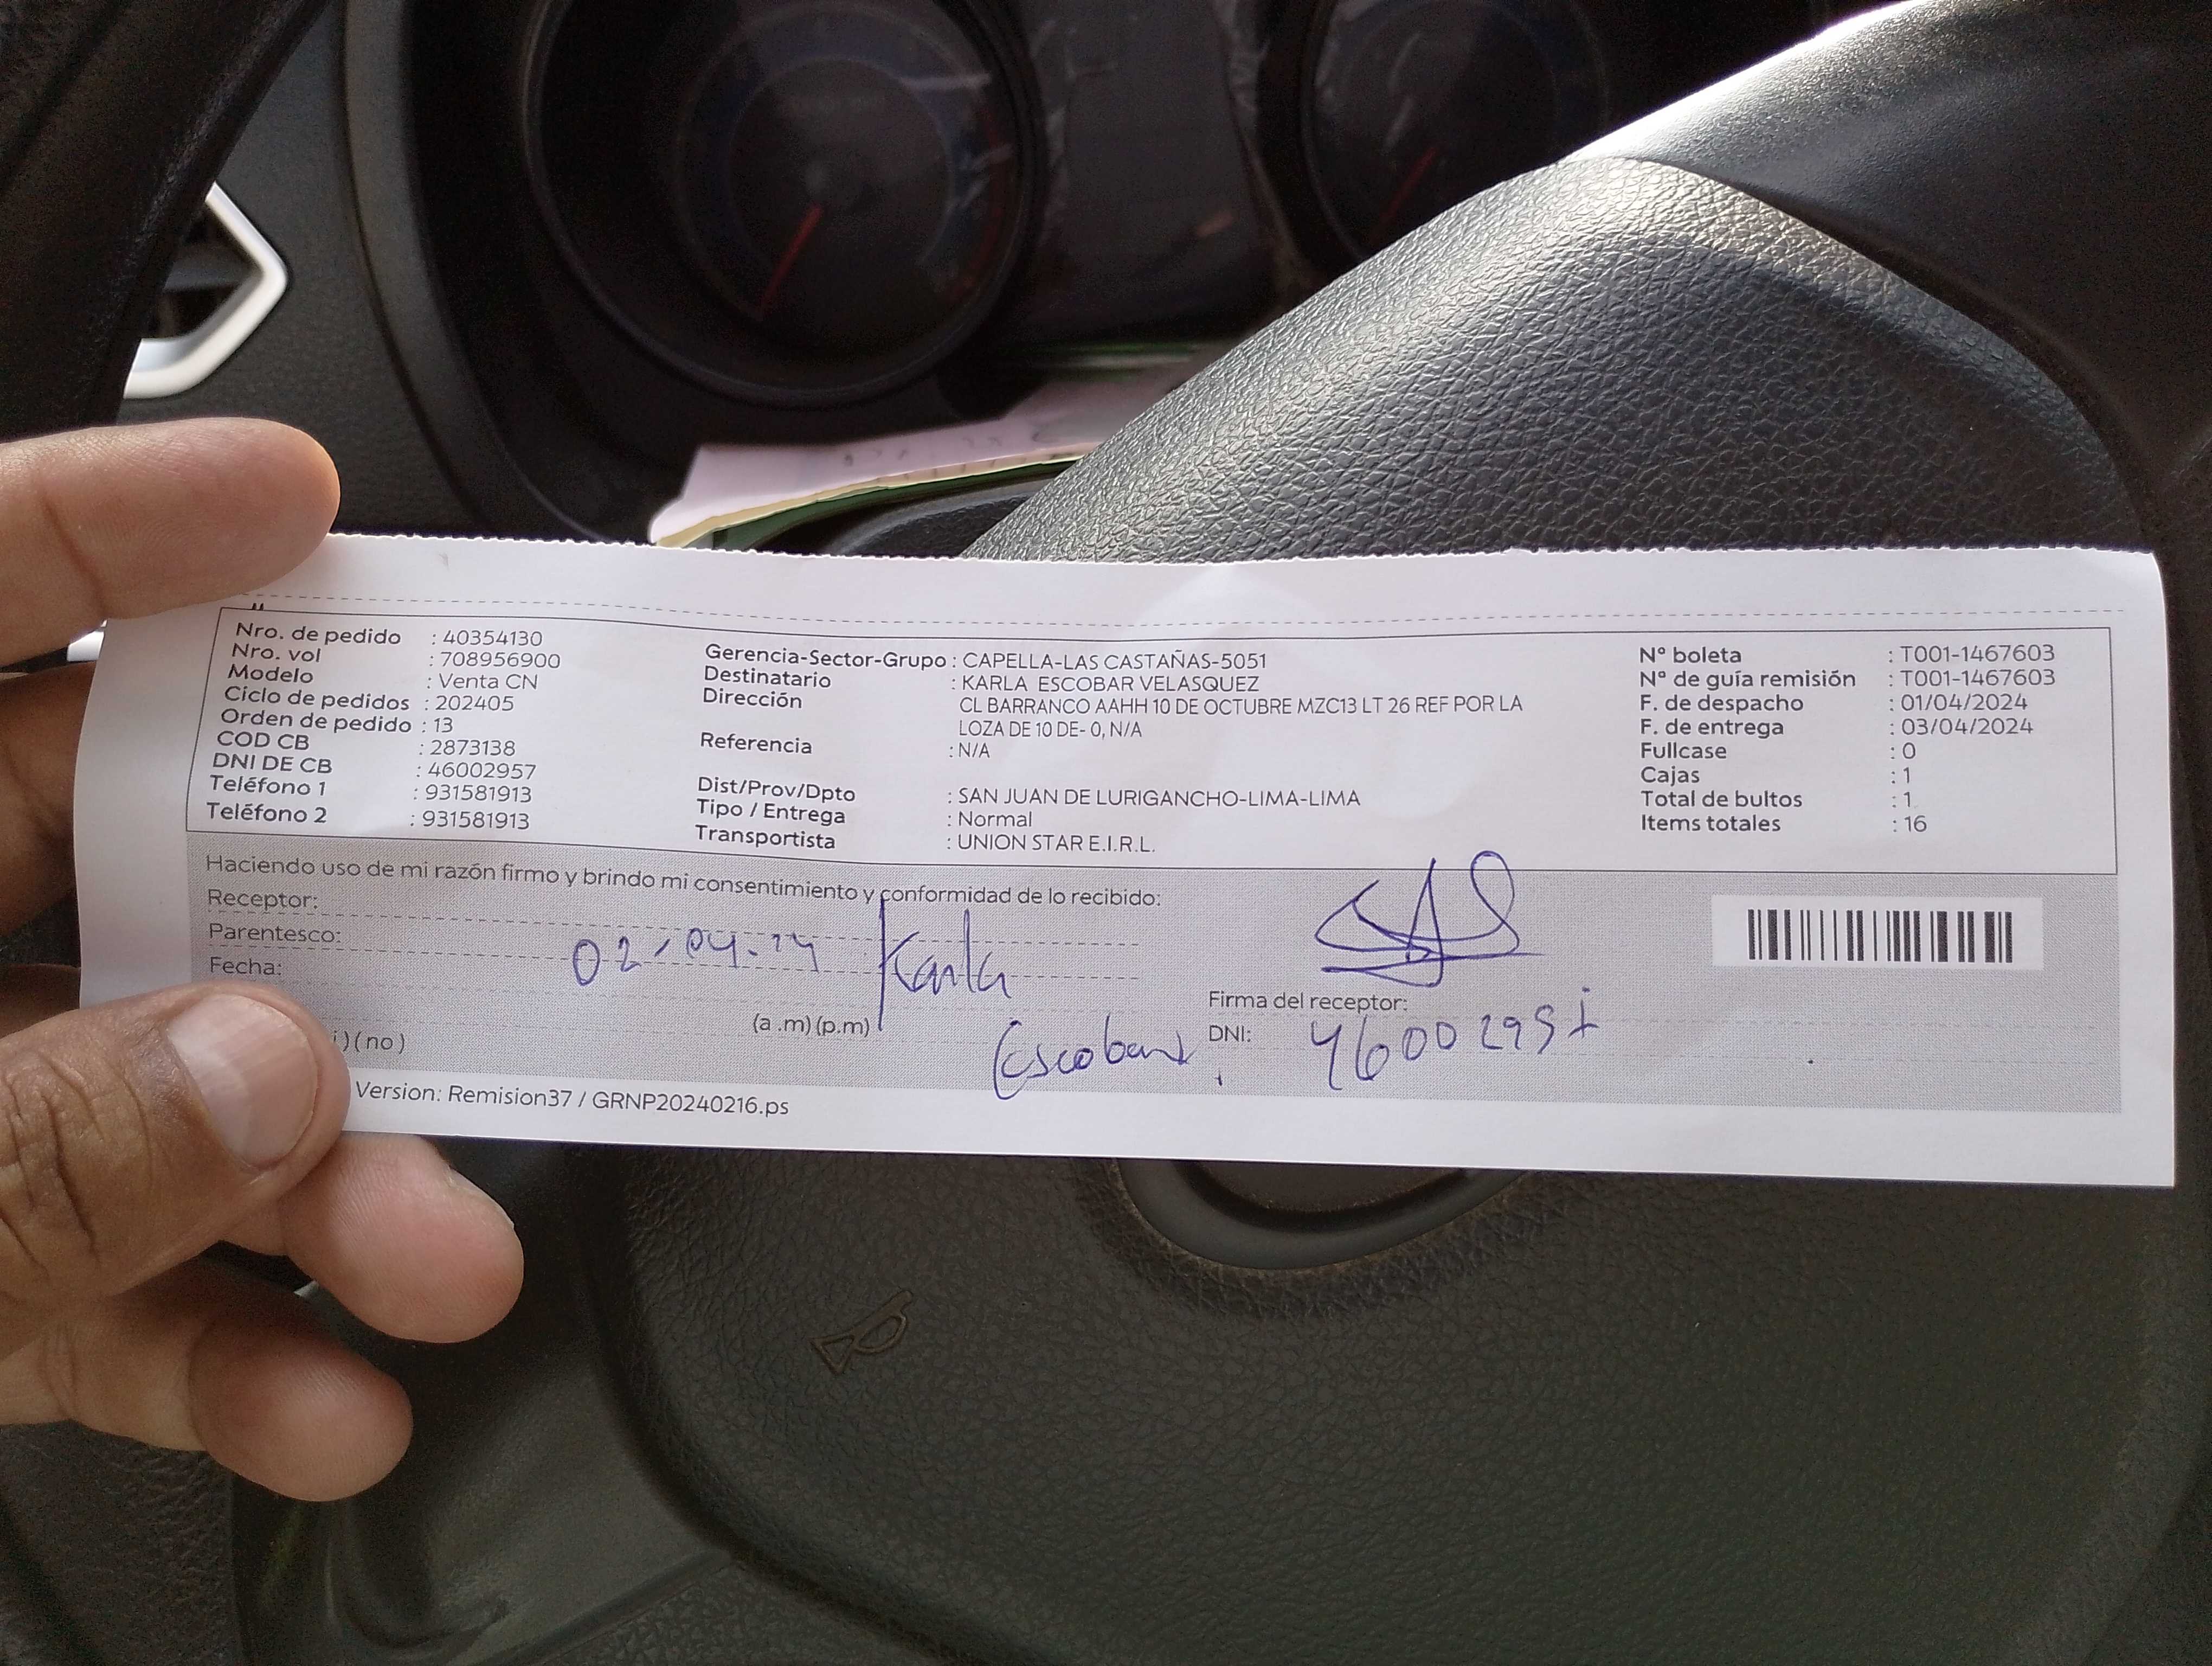 Nro. de pedido : 40354130
Nro. vol : 708956900
Modelo : Venta CN
Ciclo de pedidos : 202405
Orden de pedido : 13
COD CB : 2873138
DNI DE CB : 46002957
Teléfono 1 : 931581913
Teléfono 2 : 931581913
Gerencia-Sector-Grupo : CAPELLA-LAS CASTAÑAS-5051
Destinatario : KARLA ESCOBAR VELASQUEZ
Dirección CL BARRANCO AAHH 10 DE OCTUBRE MZC13 LT 26 REF POR LA
LOZA DE 10 DE- 0, N/A
Referencia : N/A
Dist/Prov/Dpto : SAN JUAN DE LURIGANCHO-LIMA-LIMA
Tipo / Entrega : Normal
Transportista : UNION STAR E.I.R.L.
Nº boleta : T001-1467603
Nº de guía remisión : T001-1467603
F. de despacho : 01/04/2024
F. de entrega : 03/04/2024
Fullcase : 0
Cajas : 1
Total de bultos : 1
Items totales : 16
Haciendo uso de mi razón firmo y brindo mi consentimiento y conformidad de lo recibido:
Receptor:
Parentesco:
Fecha: 02-04-24 Karla
(a .m) (p.m)
Escobar
)( no )
Firma del receptor:
DNI: 46002957
Version: Remision37 / GRNP20240216.ps